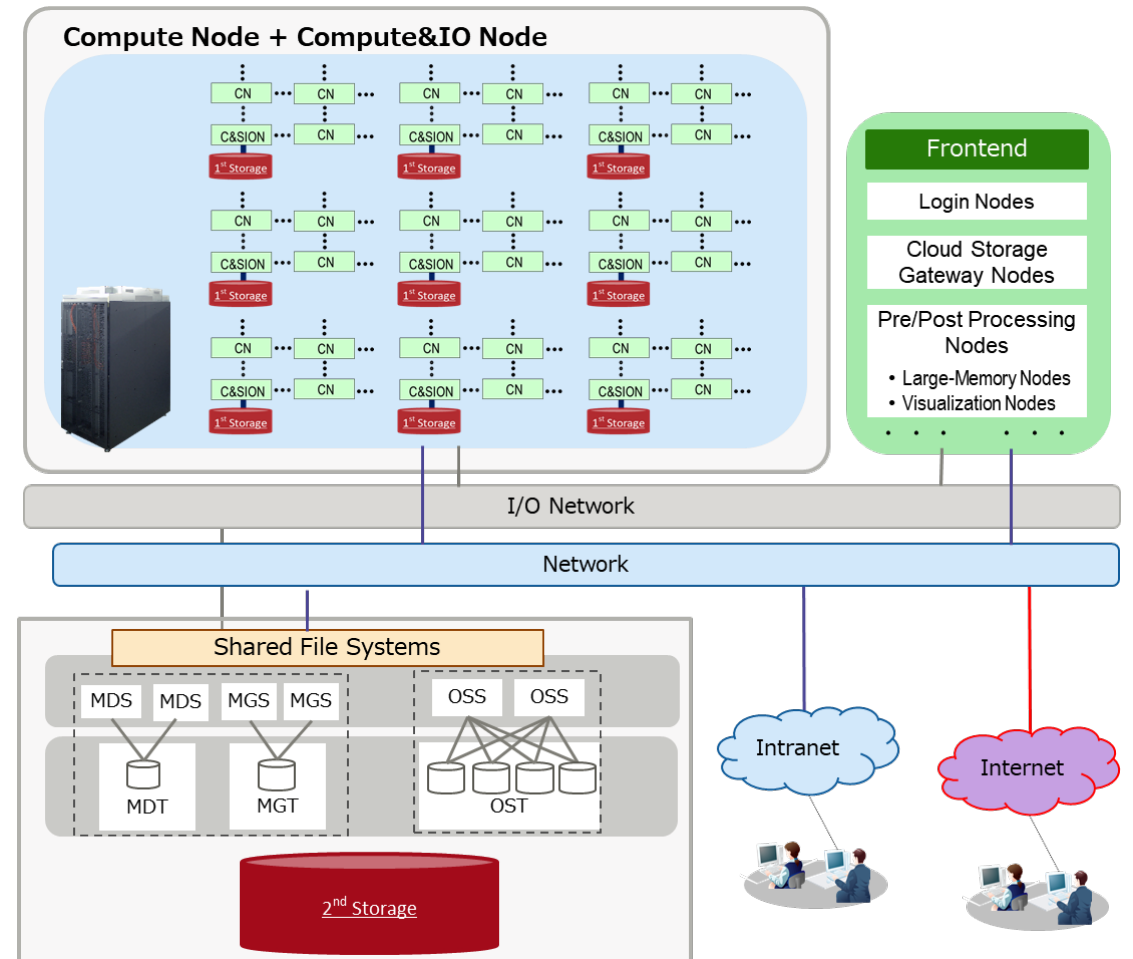 Compute Node + Compute&IO Node
CN CN CN CN CN CN
C&SION CN C&SION CN C&SION CN
1st Storage 1st Storage 1st Storage
CN CN CN CN CN CN
C&SION CN C&SION CN C&SION CN
1st Storage 1st Storage 1st Storage
CN CN CN CN CN CN
C&SION CN C&SION CN C&SION CN
1st Storage 1st Storage 1st Storage
Frontend
Login Nodes
Cloud Storage
Gateway Nodes
Pre/Post Processing
Nodes
• Large-Memory Nodes
• Visualization Nodes
• • • • • •
I/O Network
Network
Shared File Systems
MDS MDS MGS MGS OSS OSS
MDT MGT OST
2nd Storage
Intranet
Internet